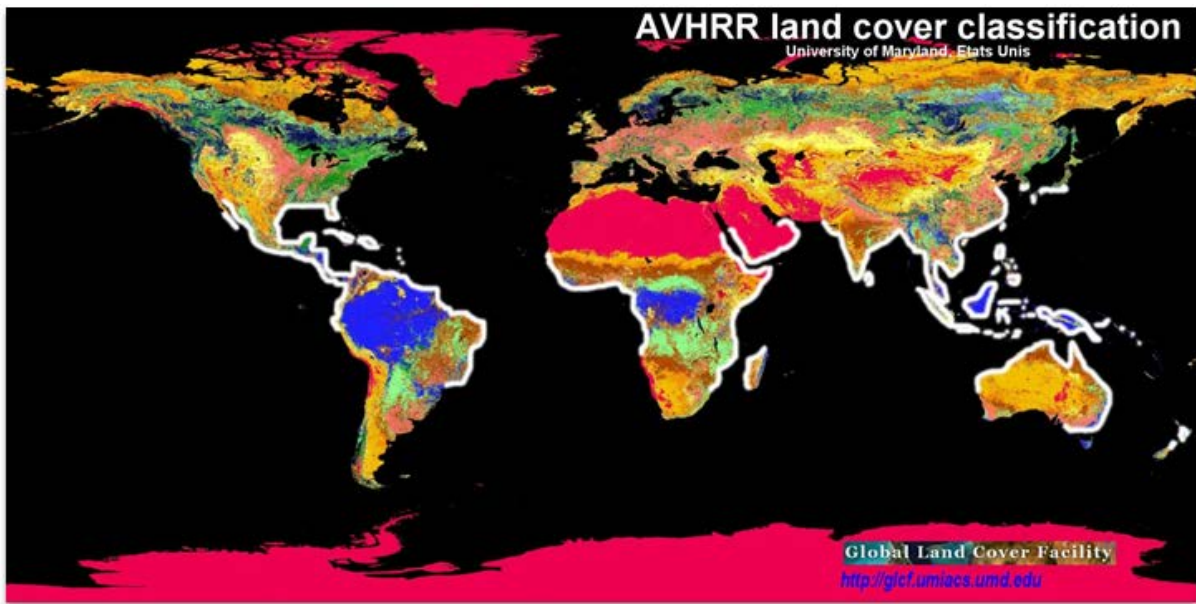 AVHRR land cover classification
University of Maryland, Etats Unis
Global Land Cover Facility
http://glcf.umiacs.umd.edu